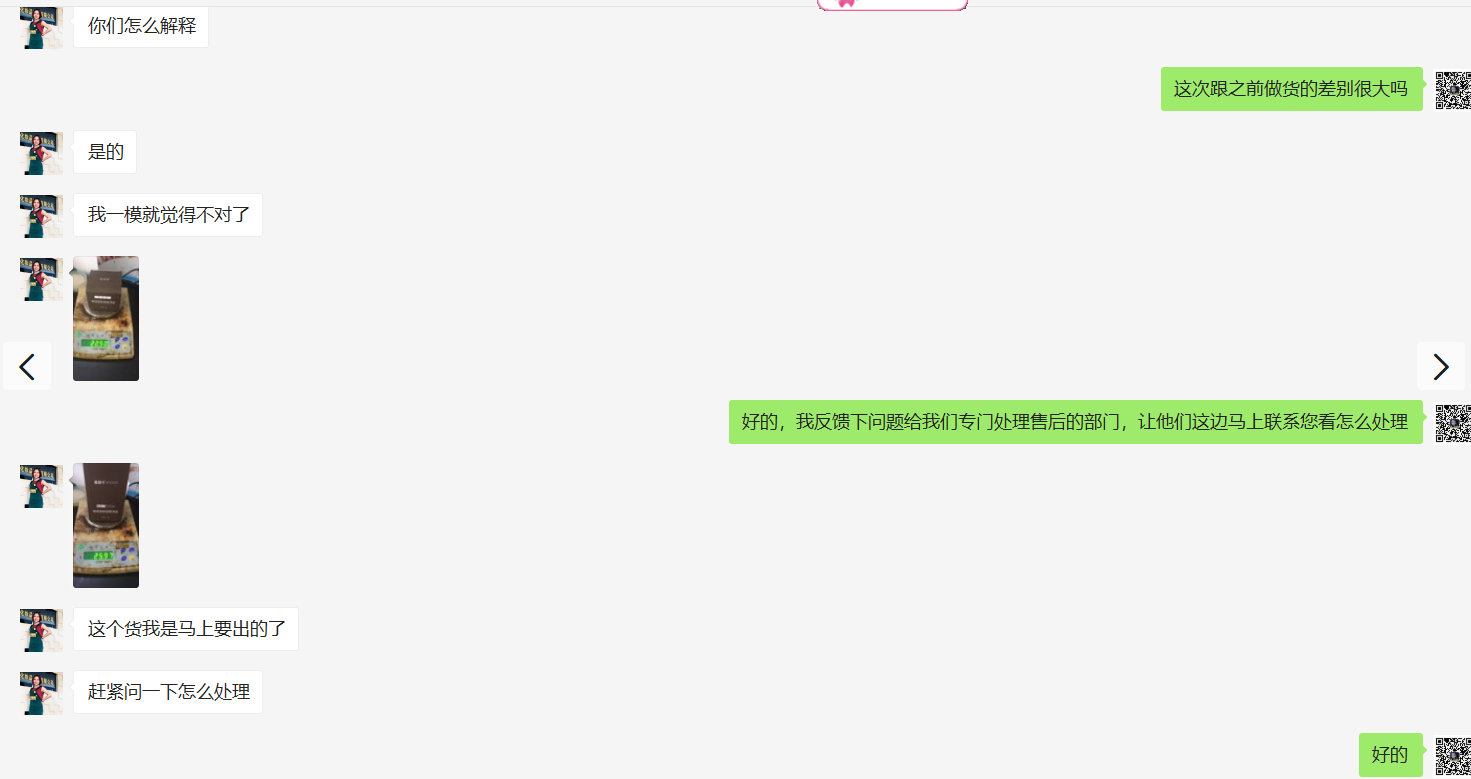 你们怎么解释
这次跟之前做货的差别很大吗
是的
我一模就觉得不对了
好的，我反馈下问题给我们专门处理售后的部门，让他们这边马上联系您看怎么处理
这个货我是马上要出的了
赶紧问一下怎么处理
好的